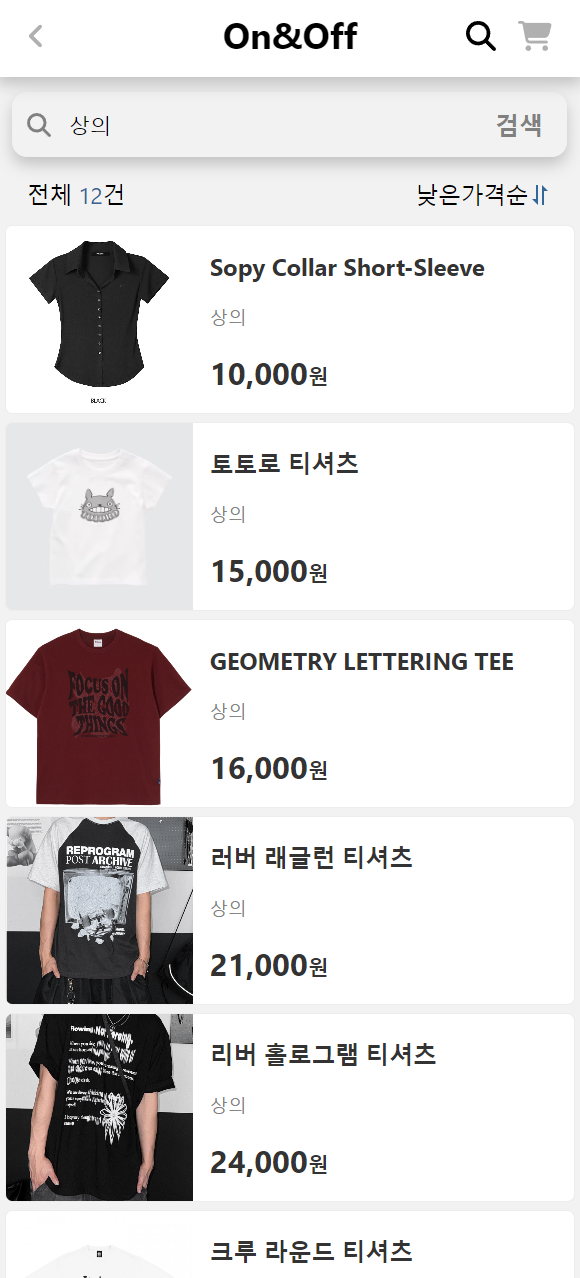 On&Off
상의 검색
전체 12건 낮은가격순
Sopy Collar Short-Sleeve
상의
10,000원
BLACK
토토로 티셔츠
상의
15,000원
GEOMETRY LETTERING TEE
상의
16,000원
FOCUS ON
THE GOOD
THINGS
러버 래글런 티셔츠
상의
21,000원
REPROGRAM
POST ARCHIVE
리버 홀로그램 티셔츠
상의
24,000원
크루 라운드 티셔츠